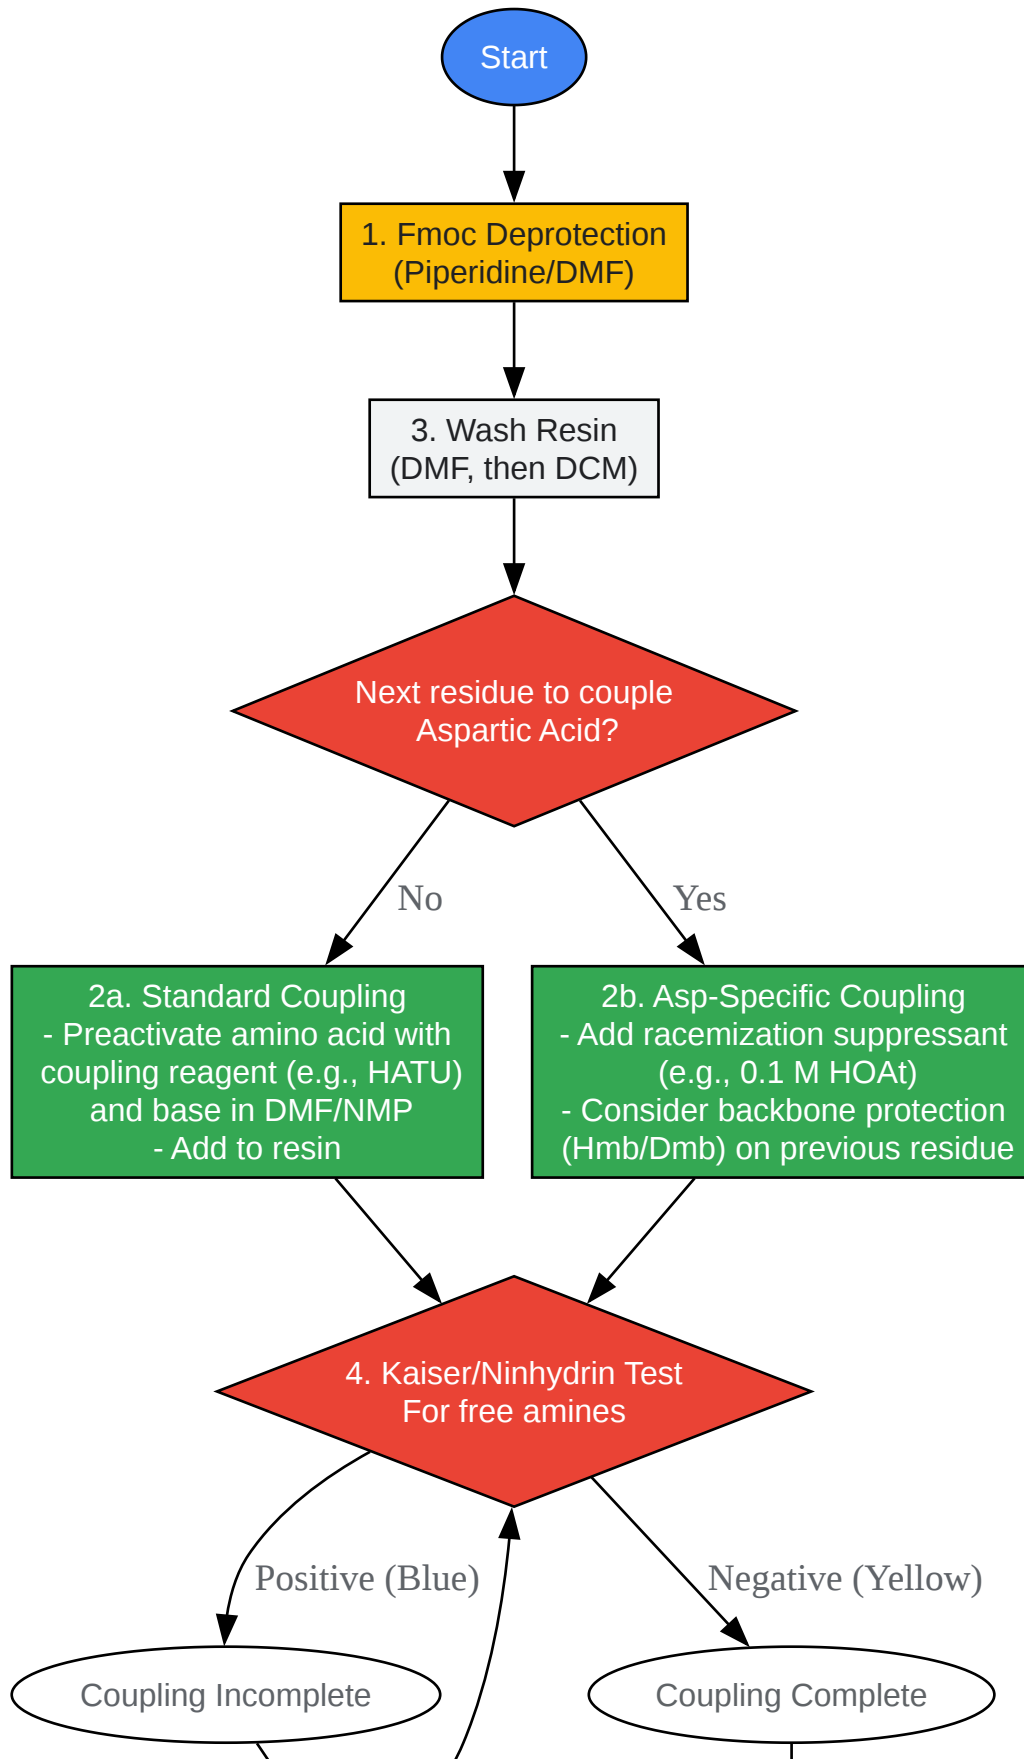 Start
1. Fmoc Deprotection
(Piperidine/DMF)
3. Wash Resin
(DMF, then DCM)
Next residue to couple
Aspartic Acid?
No
Yes
2a. Standard Coupling
- Preactivate amino acid with
coupling reagent (e.g., HATU)
and base in DMF/NMP
- Add to resin
2b. Asp-Specific Coupling
- Add racemization suppressant
(e.g., 0.1 M HOAt)
- Consider backbone protection
(Hmb/Dmb) on previous residue
4. Kaiser/Ninhydrin Test
For free amines
Positive (Blue)
Negative (Yellow)
Coupling Incomplete
Coupling Complete